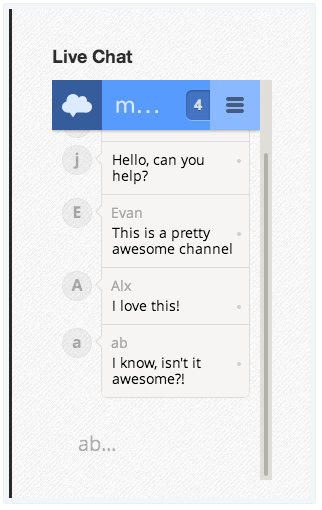 Live Chat
m...
4
j
Hello, can you
help?
E
Evan
This is a pretty
awesome channel
A
Alx
I love this!
a
ab
I know, isn't it
awesome?!
ab...